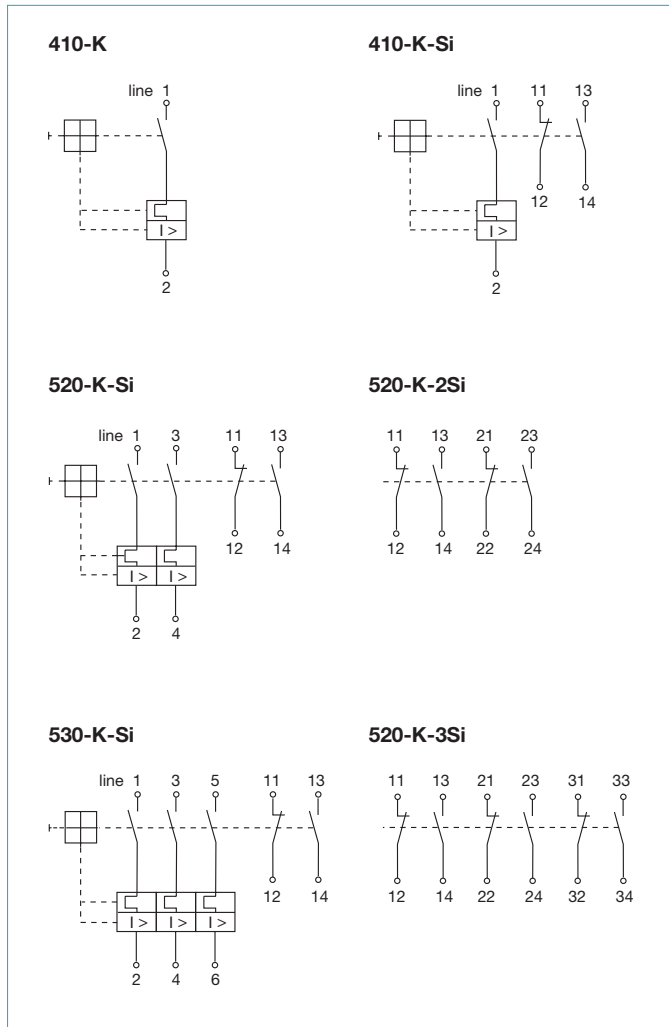 410-K
410-K-Si
line 1
line 1 11 13
I >
12 14
I >
2
2
520-K-Si
520-K-2Si
line 1 3 11 13
11 13 21 23
12 14
I > I >
12 14 22 24
2 4
530-K-Si
520-K-3Si
line 1 3 5 11 13
11 13 21 23 31 33
12 14
12 14 22 24 32 34
I > I > I >
2 4 6